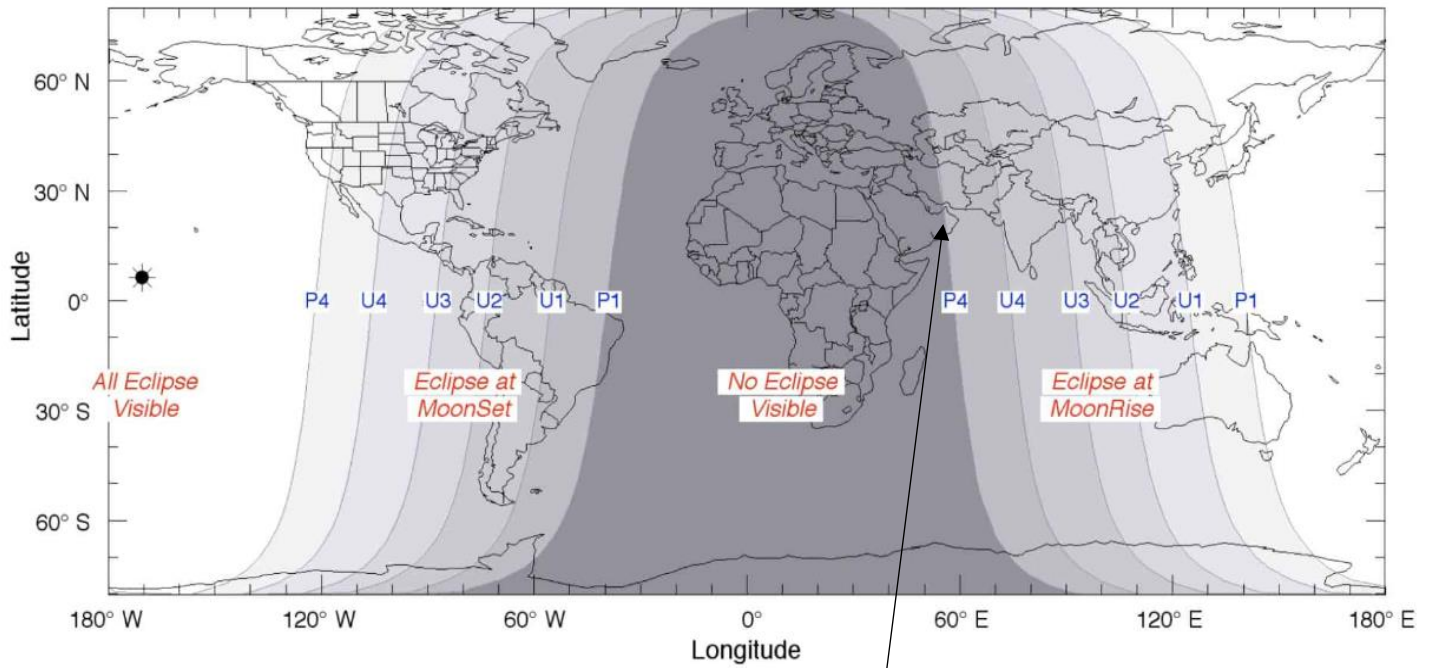 60° N
30° N
0°
30° S
60° S
Latitude
P4 U4 U3 U2 U1 P1 P4 U4 U3 U2 U1 P1
All Eclipse
Visible
Eclipse at
MoonSet
No Eclipse
Visible
Eclipse at
MoonRise
180° W 120° W 60° W 0° 60° E 120° E 180° E
Longitude